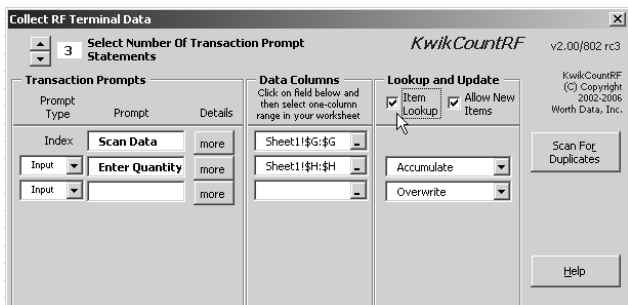 Collect RF Terminal Data
3 Select Number Of Transaction Prompt
Statements
KwikCountRF v2.00/802 rc3
KwikCountRF
(C) Copyright
2002-2006
Worth Data, Inc.
Transaction Prompts
Prompt
Type Prompt Details
Index Scan Data more
Input Enter Quantity more
Input more
Data Columns
Click on field below and
then select one-column
range in your worksheet
Sheet1!$G:$G
Sheet1!$H:$H
Lookup and Update
Item
Lookup
Allow New
Items
Accumulate
Overwrite
Scan For
Duplicates
Help